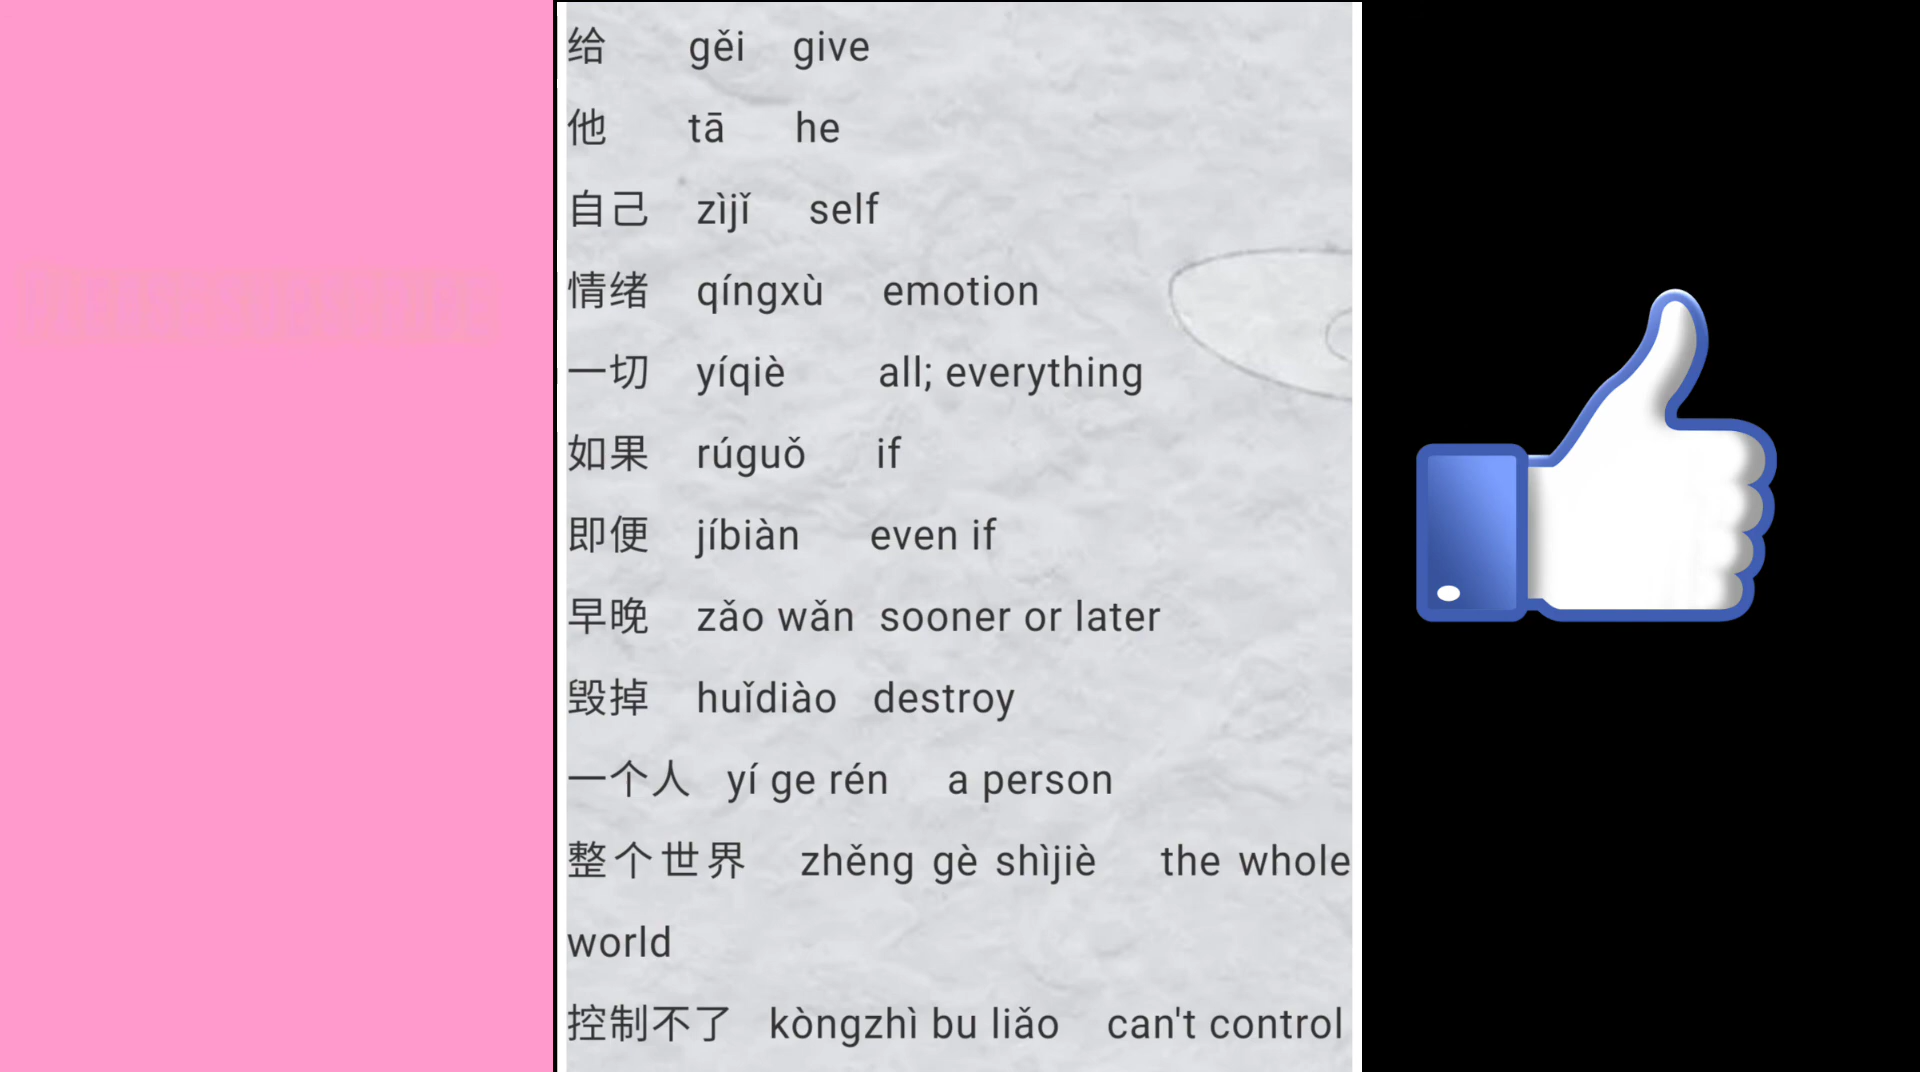 给 gěi give
他 tā he
自己 zìjǐ self
情绪 qíngxù emotion
一切 yíqiè all; everything
如果 rúguǒ if
即便 jíbiàn even if
早晚 zǎo wǎn sooner or later
毁掉 huǐdiào destroy
一个人 yí ge rén a person
整个世界 zhěng gè shìjiè the whole
world
控制不了 kòngzhì bu liǎo can't control